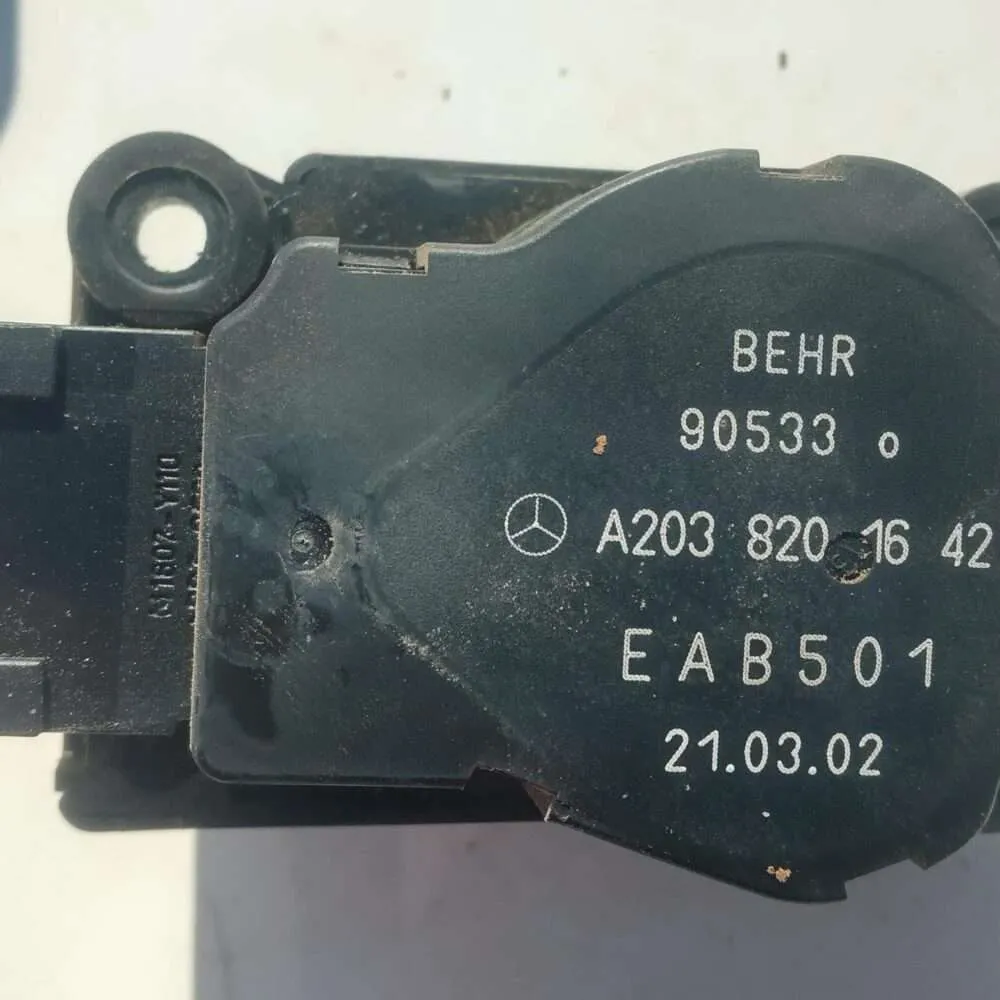 BEHR
90533 o
A203 820 16 42
EAB501
21.03.02